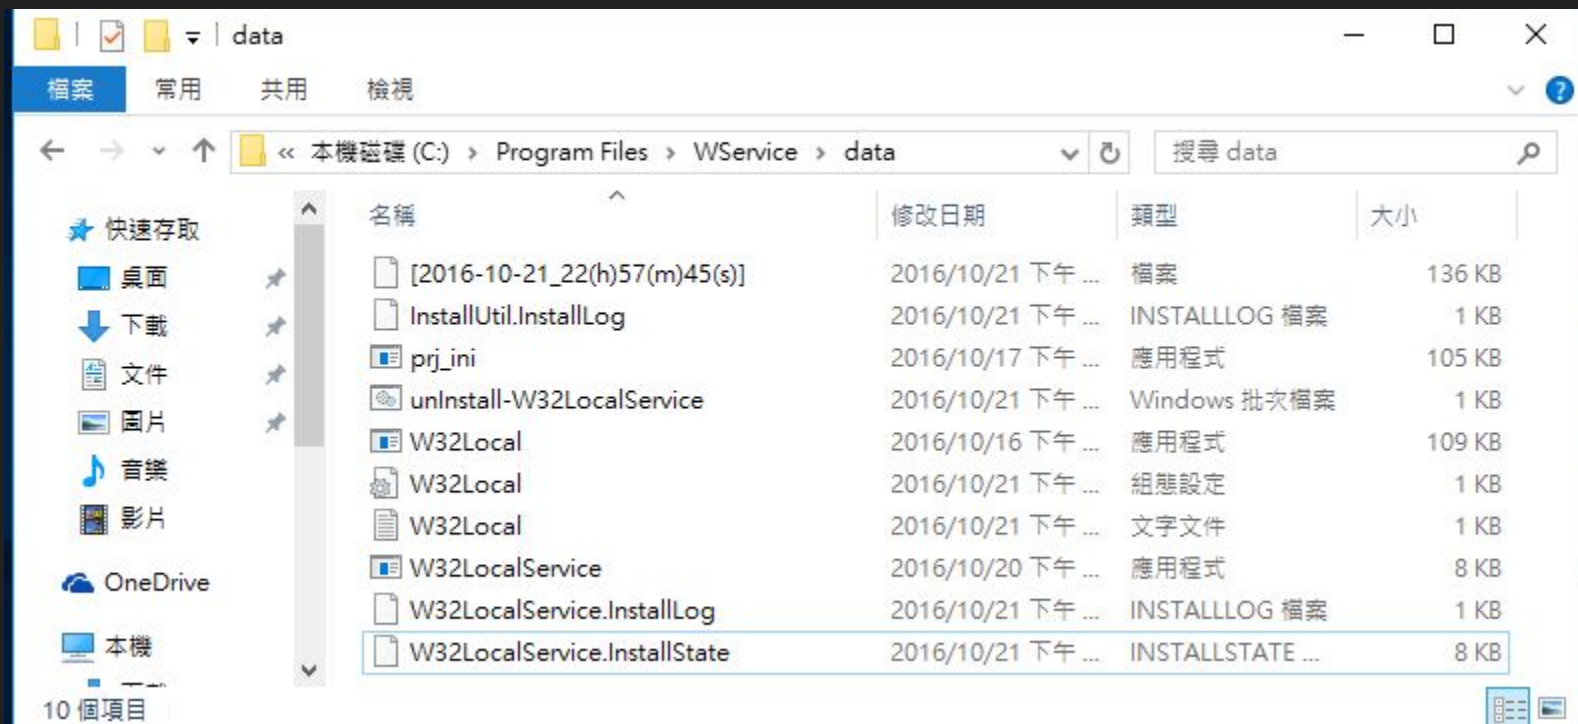 data
檔案 常用 共用 檢視
« 本機磁碟 (C:) › Program Files › WService › data 搜尋 data
快速存取
桌面
下載
文件
圖片
音樂
影片
OneDrive
本機
名稱 修改日期 類型 大小
[2016-10-21_22(h)57(m)45(s)] 2016/10/21 下午 ... 檔案 136 KB
InstallUtil.InstallLog 2016/10/21 下午 ... INSTALLLOG 檔案 1 KB
prj_ini 2016/10/17 下午 ... 應用程式 105 KB
unInstall-W32LocalService 2016/10/21 下午 ... Windows 批次檔案 1 KB
W32Local 2016/10/16 下午 ... 應用程式 109 KB
W32Local 2016/10/21 下午 ... 組態設定 1 KB
W32Local 2016/10/21 下午 ... 文字文件 1 KB
W32LocalService 2016/10/20 下午 ... 應用程式 8 KB
W32LocalService.InstallLog 2016/10/21 下午 ... INSTALLLOG 檔案 1 KB
W32LocalService.InstallState 2016/10/21 下午 ... INSTALLSTATE ... 8 KB
10 個項目